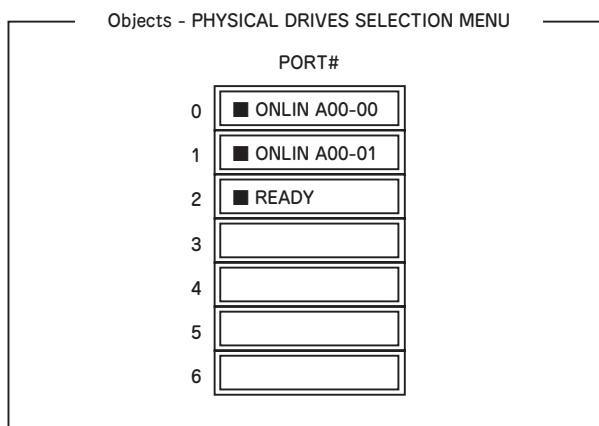 Objects - PHYSICAL DRIVES SELECTION MENU
PORT#
0 ■ ONLIN A00-00
1 ■ ONLIN A00-01
2 ■ READY
3
4
5
6